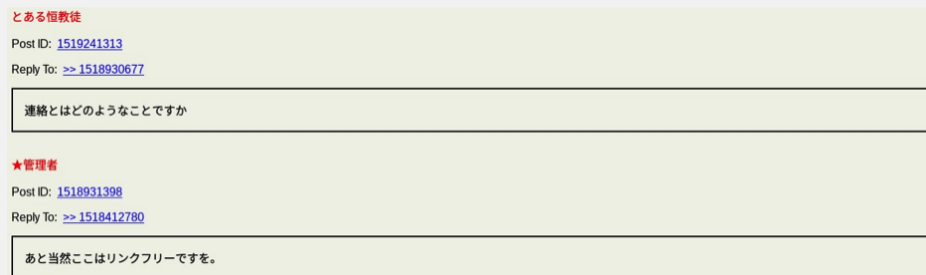 とある恒教徒
Post ID: 1519241313
Reply To: >> 1518930677
連絡とはどのようなことですか
★管理者
Post ID: 1518931398
Reply To: >> 1518412780
あと当然ここはリンクフリーですを。